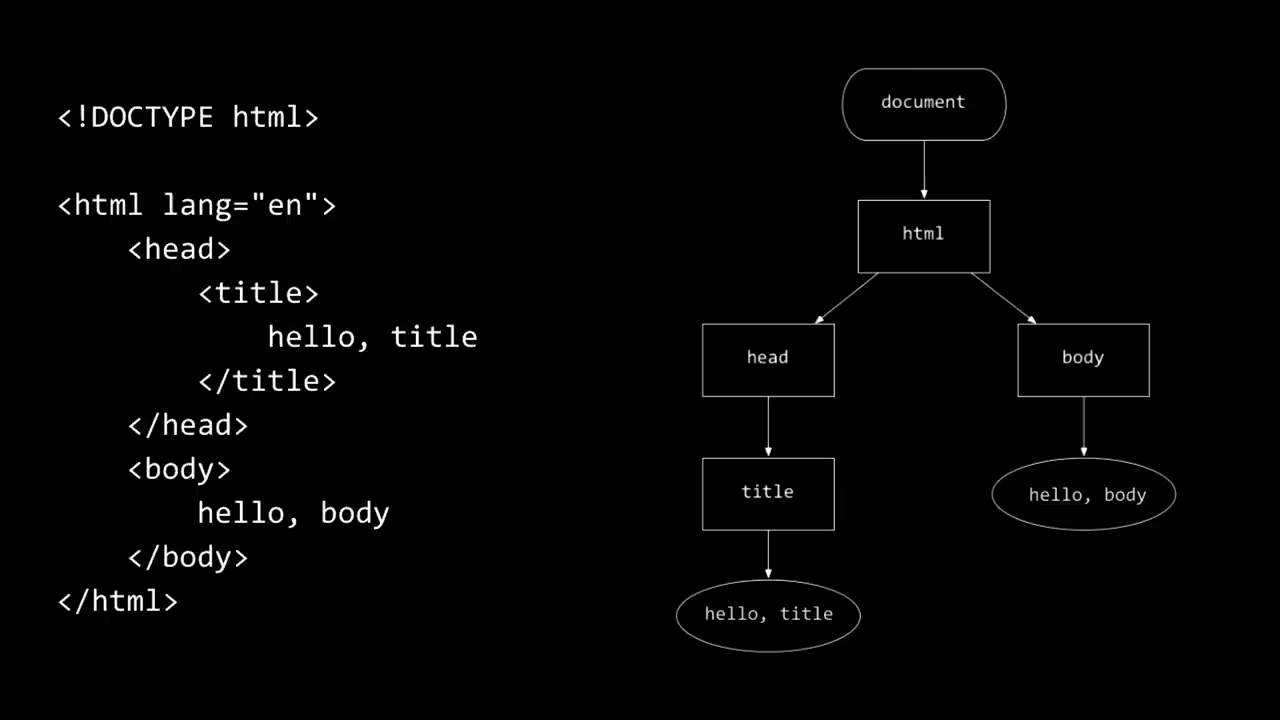 <!DOCTYPE html>
<html lang="en">
<head>
<title>
hello, title
</title>
</head>
<body>
hello, body
</body>
</html>
document
html
head
body
title
hello, body
hello, title